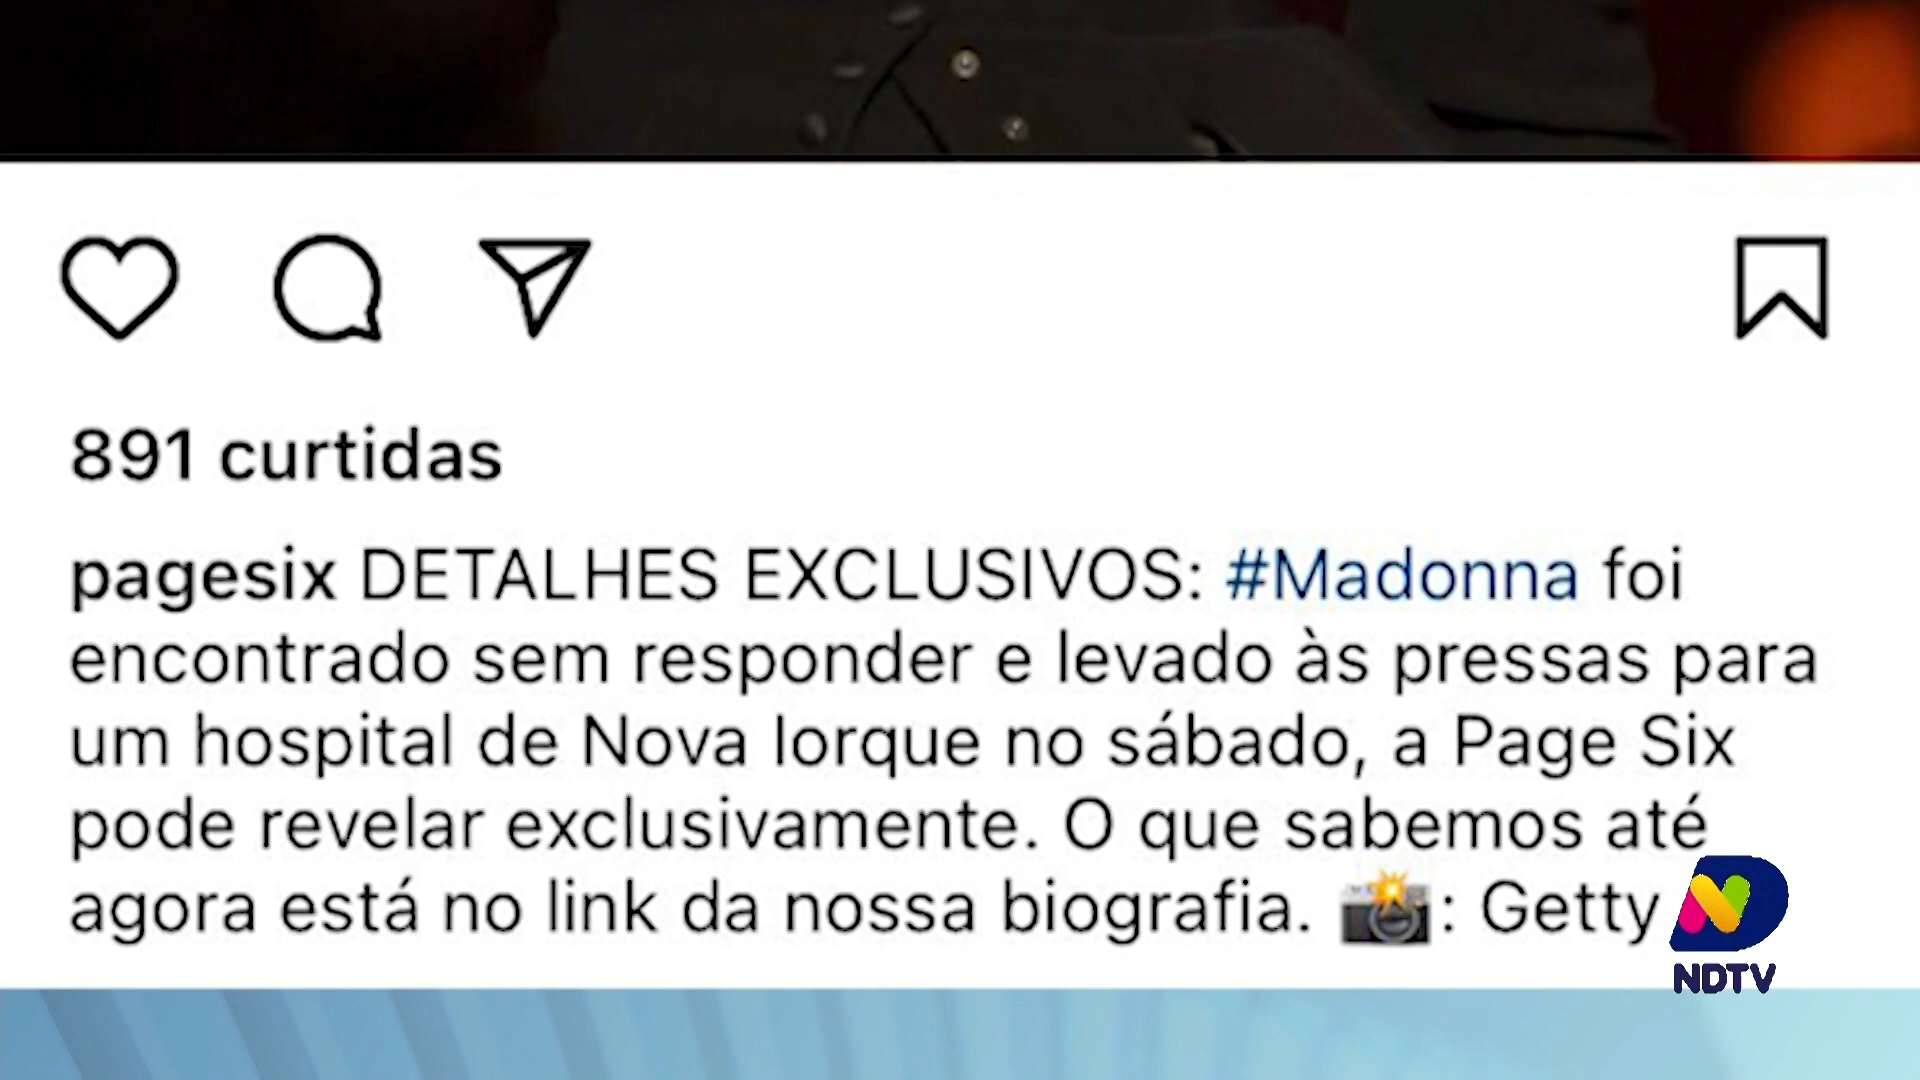 891 curtidas
pagesix DETALHES EXCLUSIVOS: #Madonna foi
encontrado sem responder e levado às pressas para
um hospital de Nova Iorque no sábado, a Page Six
pode revelar exclusivamente. O que sabemos até
agora está no link da nossa biografia. 📸: Getty
NDTV